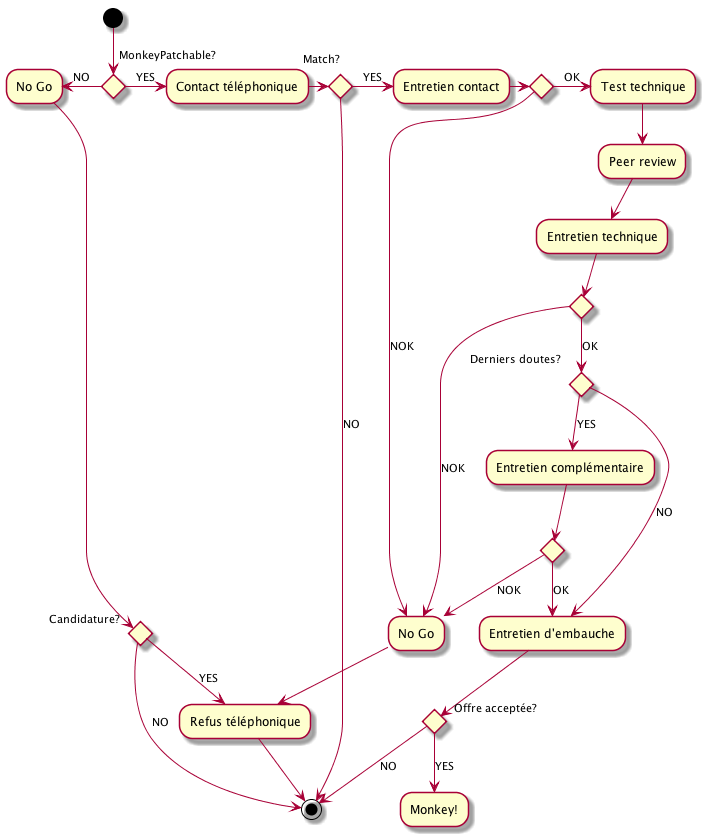 MonkeyPatchable?
Match?
No Go
NO
YES
Contact téléphonique
YES
Entretien contact
OK
Test technique
Peer review
Entretien technique
NOK
OK
Derniers doutes?
NO
YES
NOK
Entretien complémentaire
NO
NOK
OK
Candidature?
No Go
Entretien d'embauche
YES
NO
Refus téléphonique
Offre acceptée?
NO
YES
Monkey!